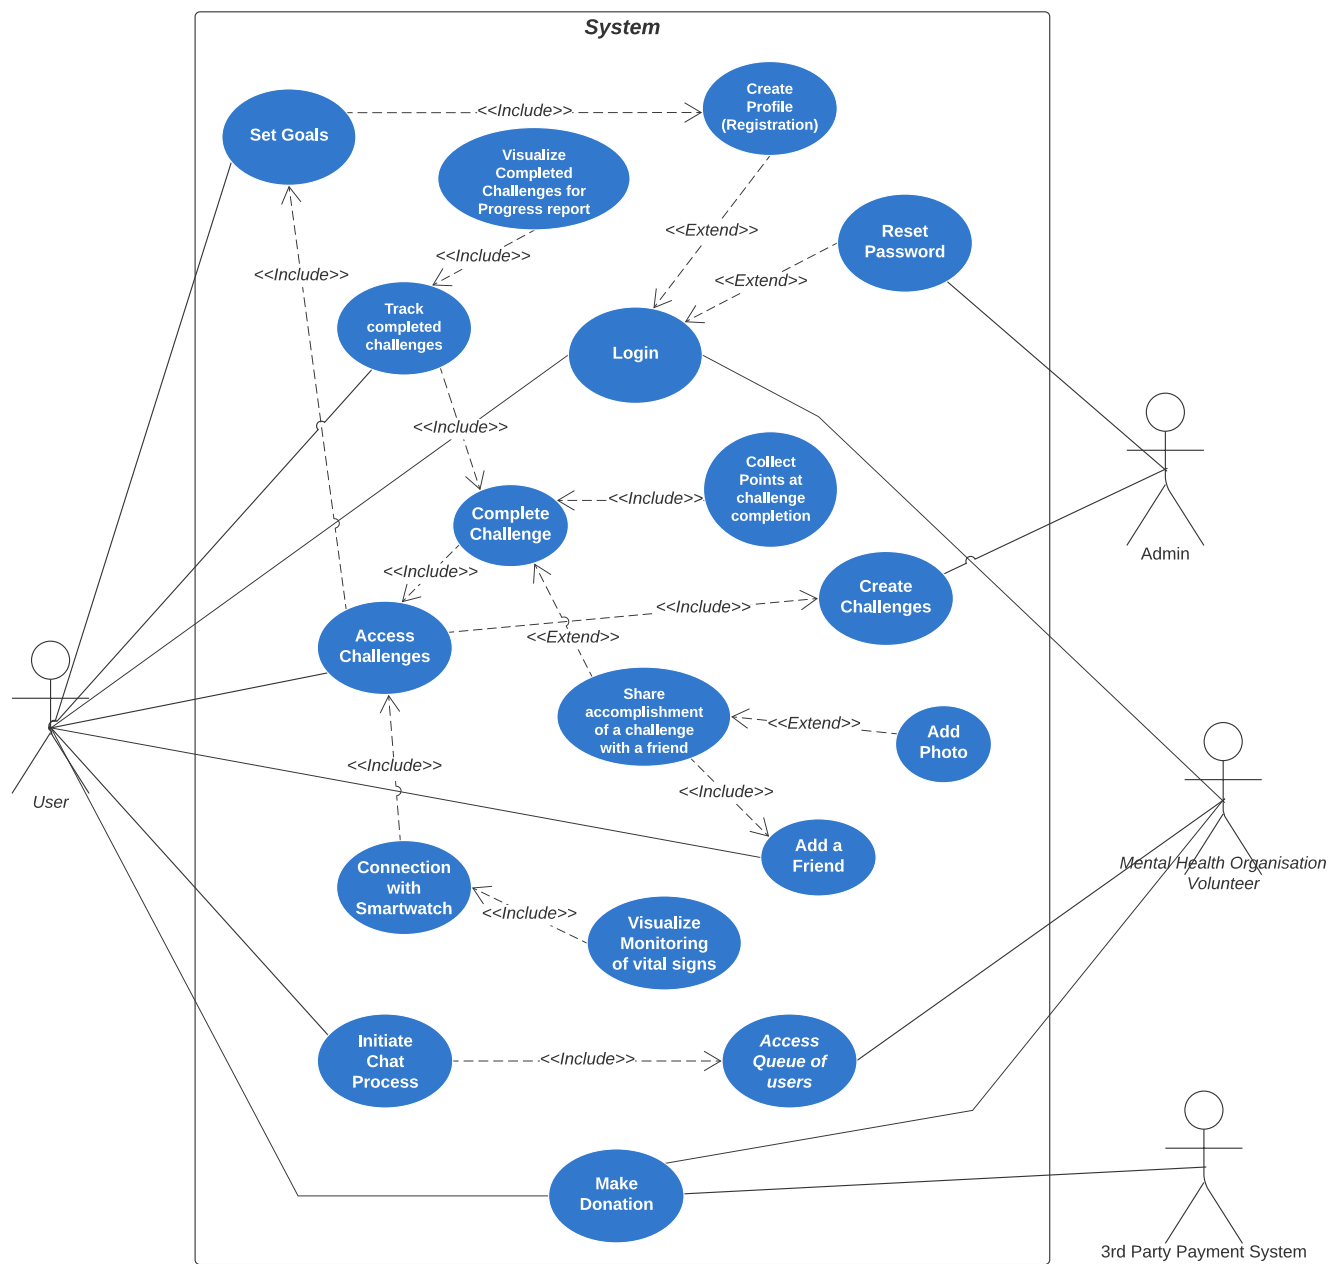 System
Set Goals
<<Include>>
Create
Profile
(Registration)
Visualize
Completed
Challenges for
Progress report
<<Extend>>
Reset
Password
<<Include>>
<<Include>>
<<Extend>>
Track
completed
challenges
Login
<<Include>>
Collect
Points at
challenge
completion
<<Include>>
Complete
Challenge
Admin
<<Include>>
Create
Challenges
<<Include>>
Access
Challenges
<<Extend>>
Share
accomplishment
of a challenge
with a friend
<<Extend>>
Add
Photo
<<Include>>
<<Include>>
User
Add a
Friend
Mental Health Organisation
Volunteer
Connection
with
Smartwatch
<<Include>>
Visualize
Monitoring
of vital signs
Initiate
Chat
Process
<<Include>>
Access
Queue of
users
Make
Donation
3rd Party Payment System